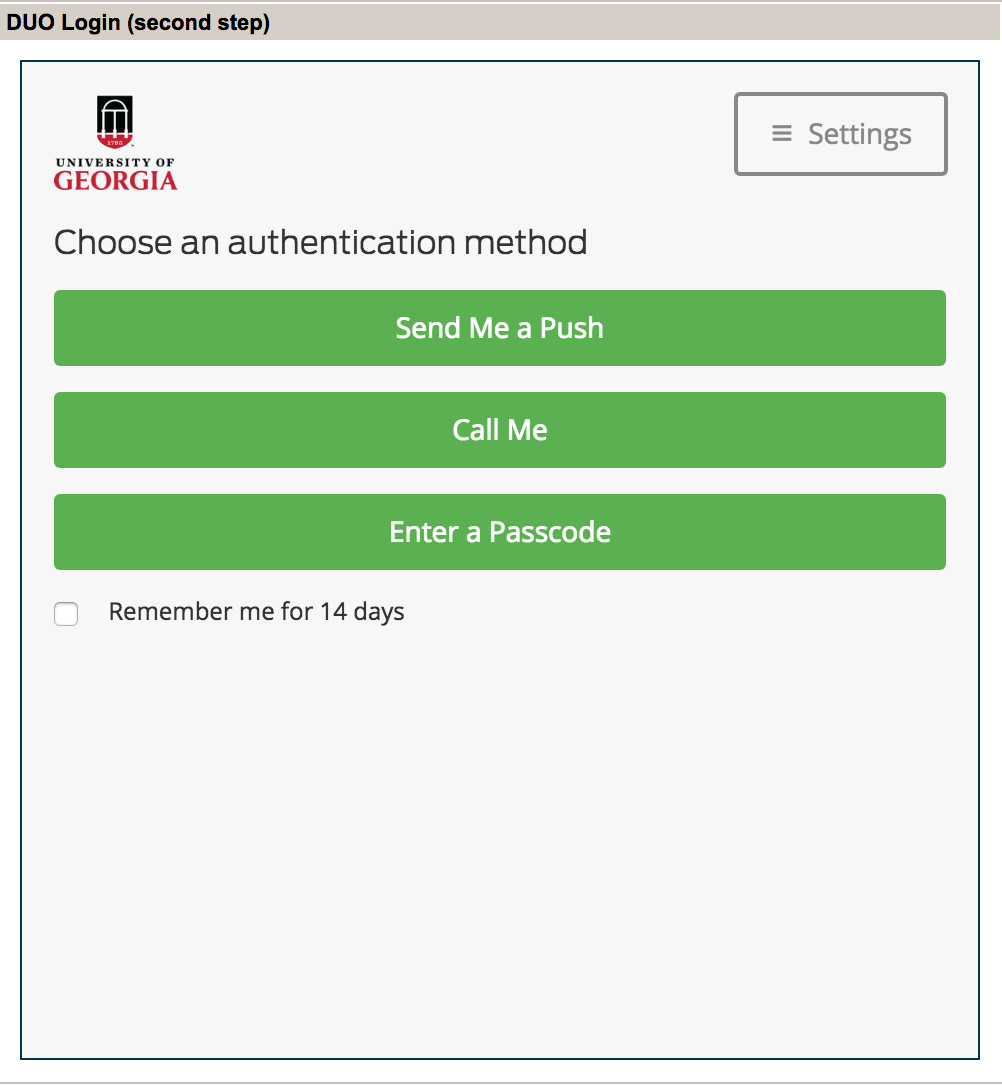 DUO Login (second step)
1785
UNIVERSITY OF
GEORGIA
≡ Settings
Choose an authentication method
Send Me a Push
Call Me
Enter a Passcode
Remember me for 14 days